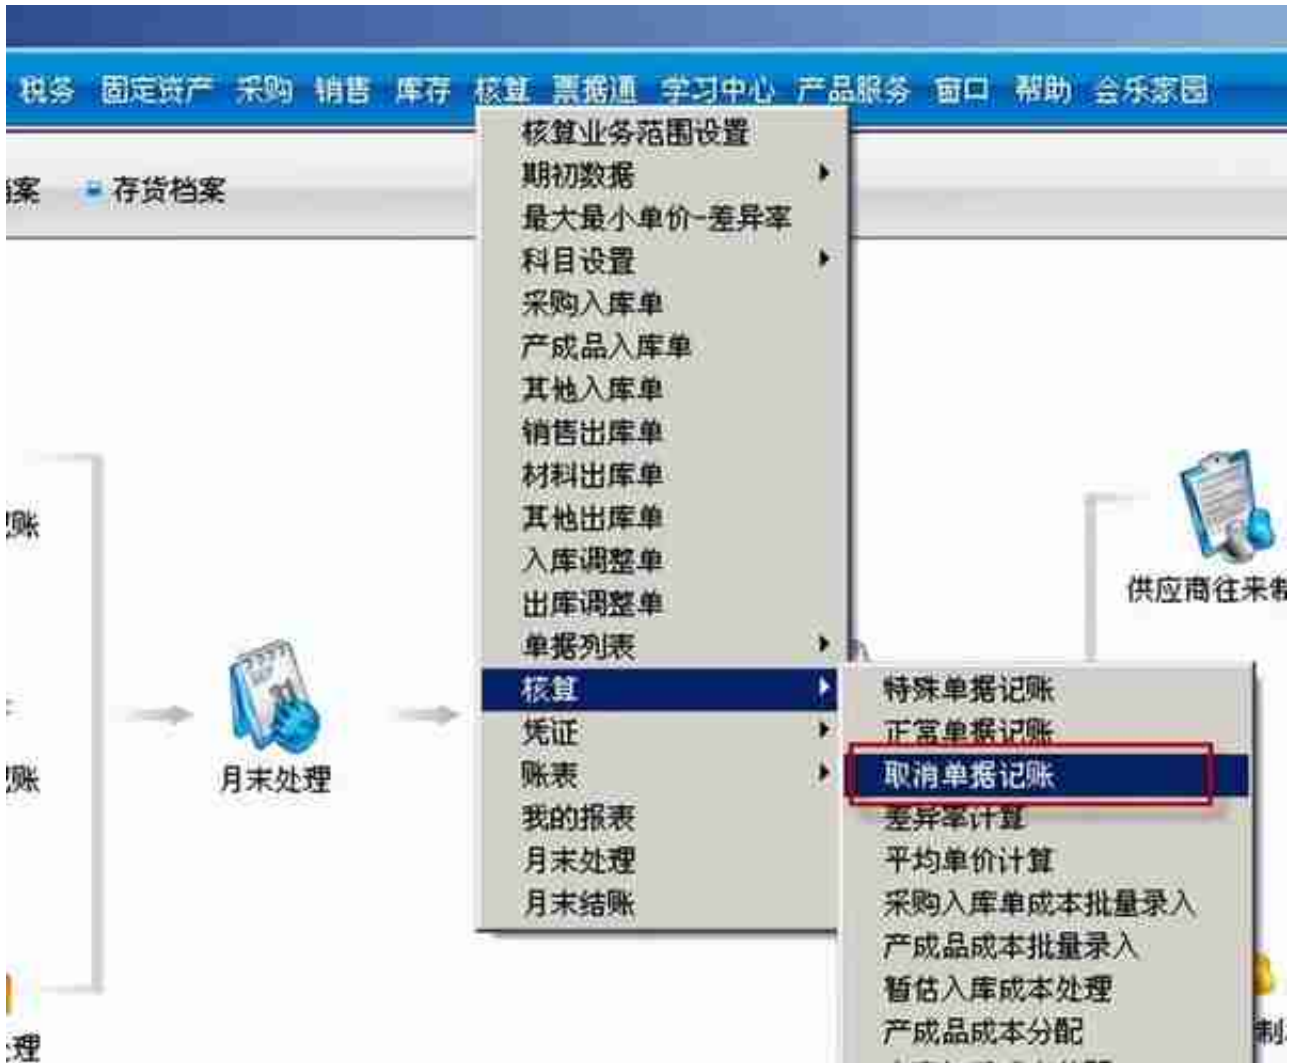 税务 固定资产 采购 销售 库存 核算 票据通 学习中心 产品服务 窗口 帮助 会乐家园
案 存货档案
核算业务范围设置
期初数据
最大最小单价-差异率
科目设置
采购入库单
产成品入库单
其他入库单
销售出库单
材料出库单
其他出库单
入库调整单
出库调整单
单据列表
核算
凭证
账表
我的报表
月末处理
月末结账
特殊单据记账
正常单据记账
取消单据记账
差异率计算
平均单价计算
采购入库单成本批量录入
产成品成本批量录入
暂估入库成本处理
产成品成本分配
账
月末处理
账
处理
供应商往来制
制